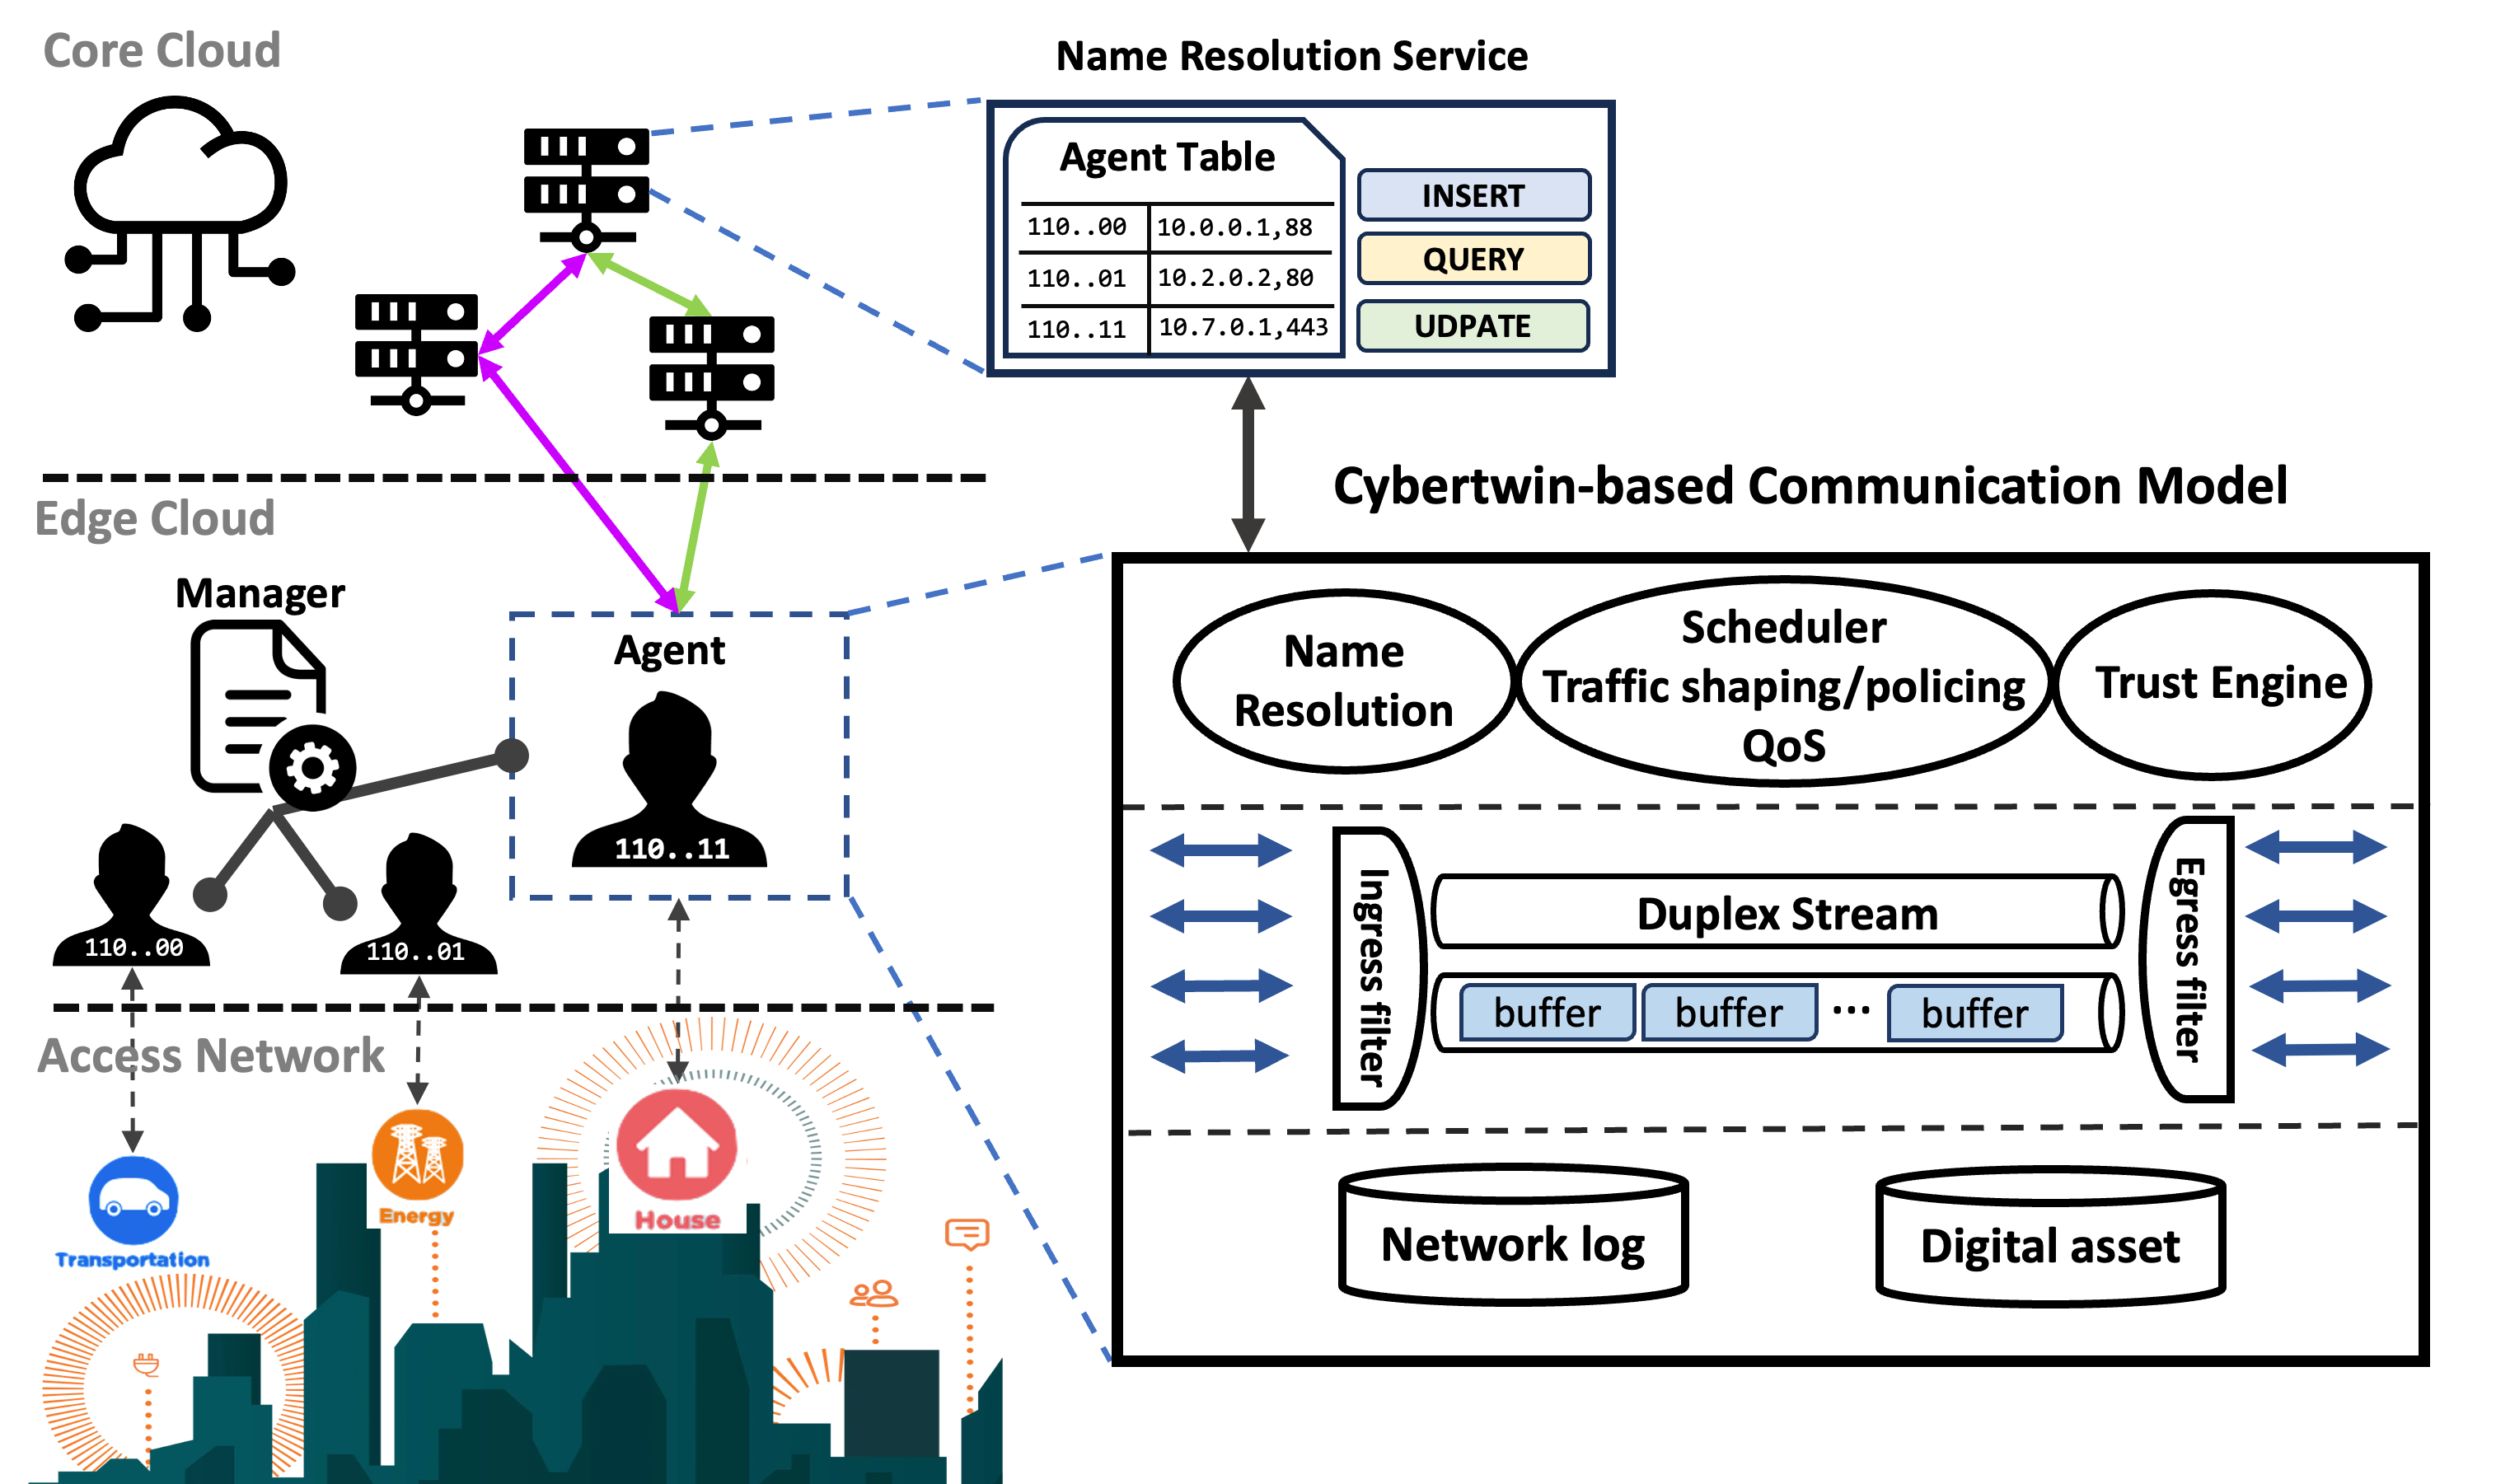 Core Cloud
Name Resolution Service
Agent Table
110..00 10.0.0.1,88
110..01 10.2.0.2,80
110..11 10.7.0.1,443
INSERT
QUERY
UDPATE
Edge Cloud
Manager
Agent
110..11
110..00
110..01
Cybertwin-based Communication Model
Name
Resolution
Scheduler
Traffic shaping/policing
QoS
Trust Engine
Ingress filter
Duplex Stream
buffer buffer ... buffer
Egress filter
Network log
Digital asset
Access Network
Transportation
Energy
House